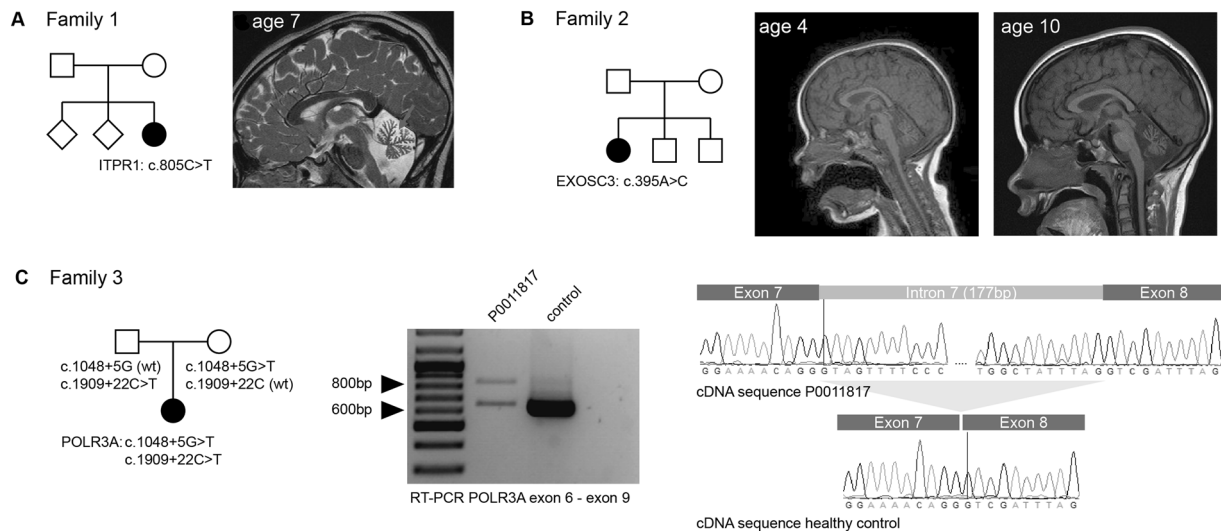 A Family 1
age 7
ITPR1: c.805C>T
B Family 2
age 4
age 10
EXOSC3: c.395A>C
C Family 3
c.1048+5G (wt)
c.1909+22C>T
c.1048+5G>T
c.1909+22C (wt)
POLR3A: c.1048+5G>T
c.1909+22C>T
P0011817
control
800bp
600bp
RT-PCR POLR3A exon 6 - exon 9
Exon 7
Intron 7 (177bp)
Exon 8
GGAAAACAGGGTAGTTTTCCC .... TGGCTATTTAGGTCGATTTAG
cDNA sequence P0011817
Exon 7
Exon 8
GGAAAACAGGGTCGATTTAG
cDNA sequence healthy control